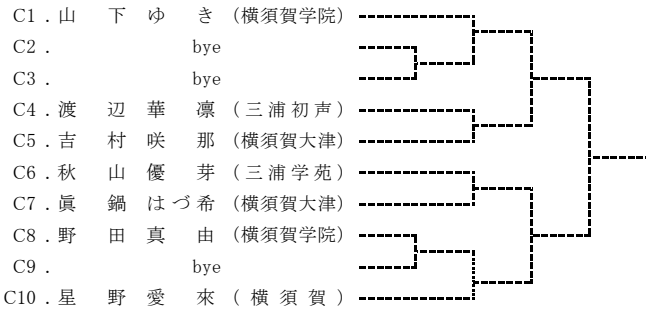 C1．山下ゆき（横須賀学院）
C2．bye
C3．bye
C4．渡辺華凛（三浦初声）
C5．吉村咲那（横須賀大津）
C6．秋山優芽（三浦学苑）
C7．眞鍋はづ希（横須賀大津）
C8．野田真由（横須賀学院）
C9．bye
C10．星野愛來（横須賀）